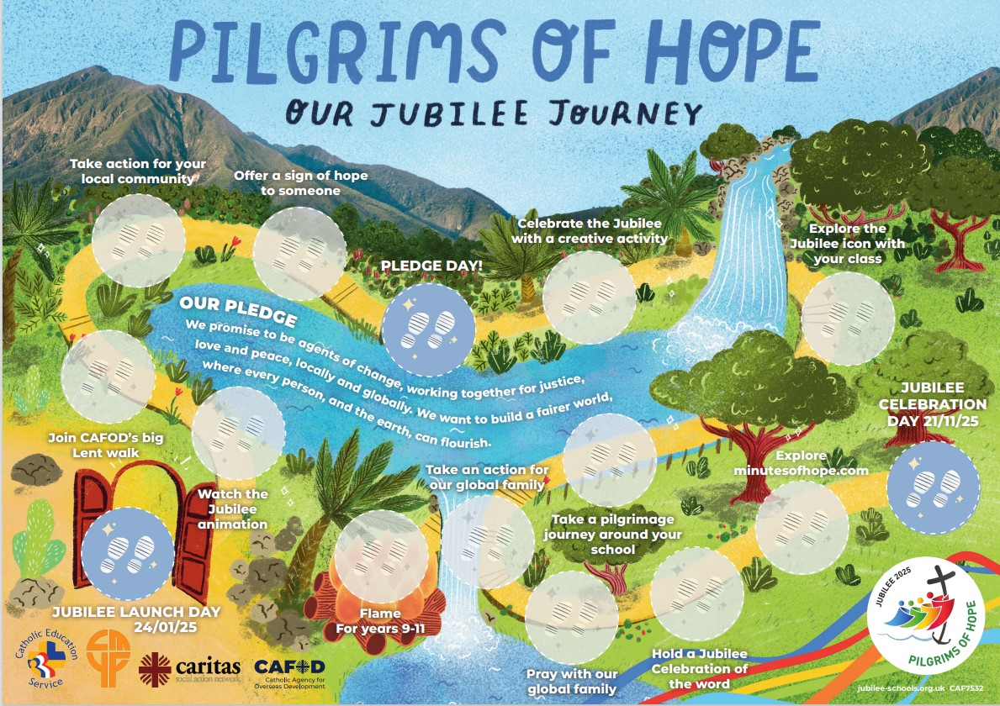 PILGRIMS OF HOPE
OUR JUBILEE JOURNEY
Take action for your
local community
Offer a sign of hope
to someone
PLEDGE DAY!
Celebrate the Jubilee
with a creative activity
Explore the
Jubilee icon with
your class
OUR PLEDGE
We promise to be agents of change, working together for justice,
love and peace, locally and globally. We want to build a fairer world,
where every person, and the earth, can flourish.
Join CAFOD's big
Lent walk
Watch the
Jubilee
animation
Take an action for
our global family
Explore
minutesofhope.com
JUBILEE
CELEBRATION
DAY 21/11/25
Take a pilgrimage
journey around your
school
JUBILEE LAUNCH DAY
24/01/25
Flame
For years 9-11
Pray with our
global family
Hold a Jubilee
Celebration of
the word
Catholic Education
Service
caritas
social action network
CAFOD
Catholic Agency for
Overseas Development
JUBILEE 2025
PILGRIMS OF HOPE
jubilee-schools.org.uk CAF7532